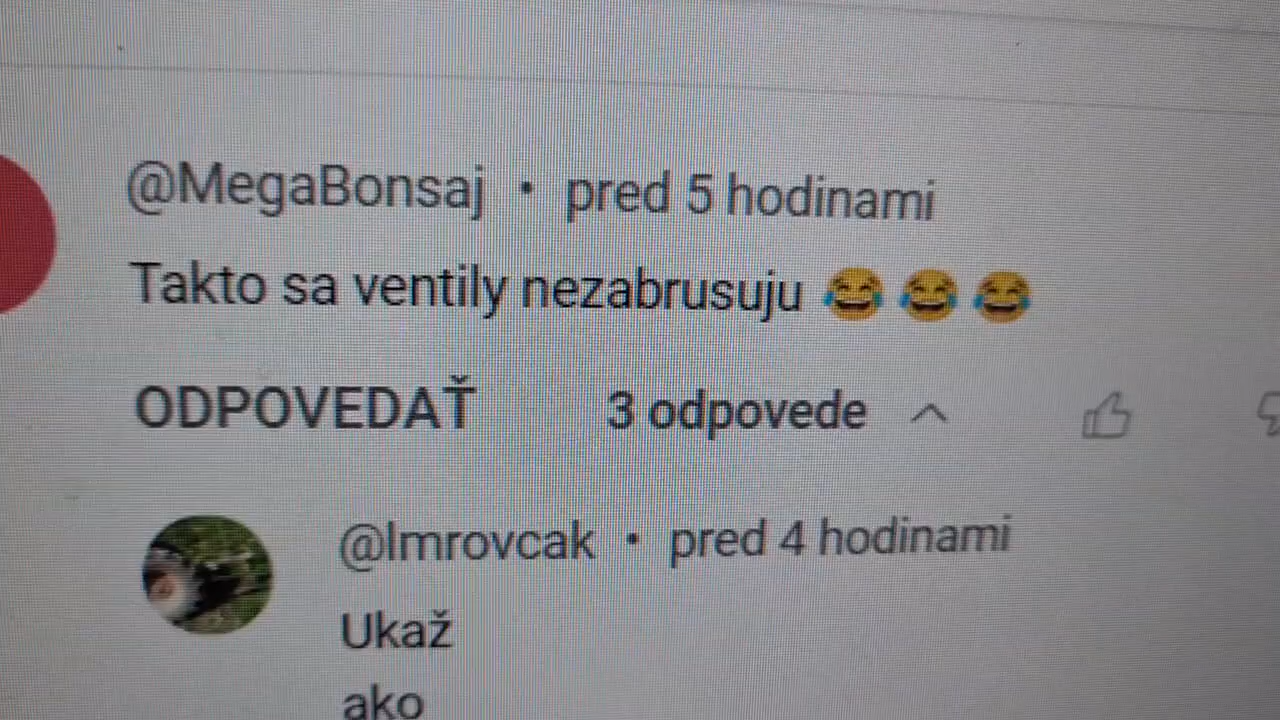 @MegaBonsaj · pred 5 hodinami
Takto sa ventily nezabrusuju 😂 😂 😂
ODPOVEDAŤ 3 odpovede
@lmrovcak · pred 4 hodinami
Ukaž
ako